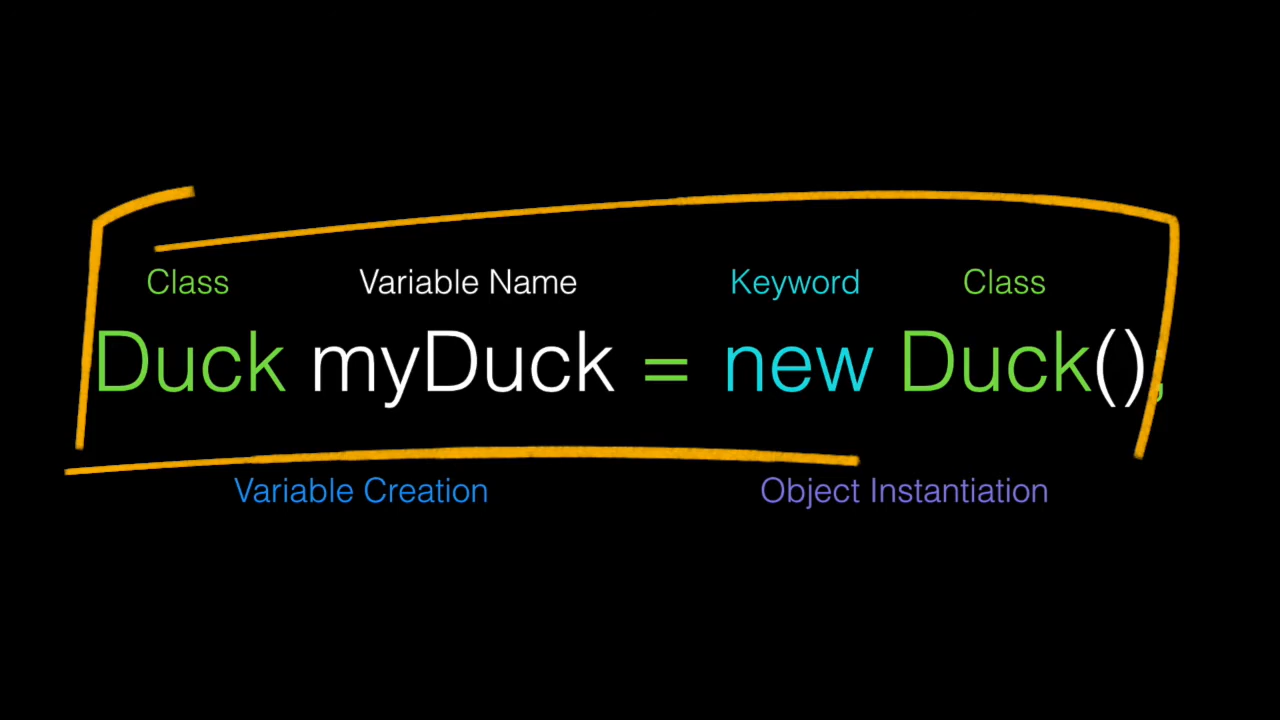 Class Variable Name Keyword Class
Duck myDuck = new Duck();
Variable Creation Object Instantiation